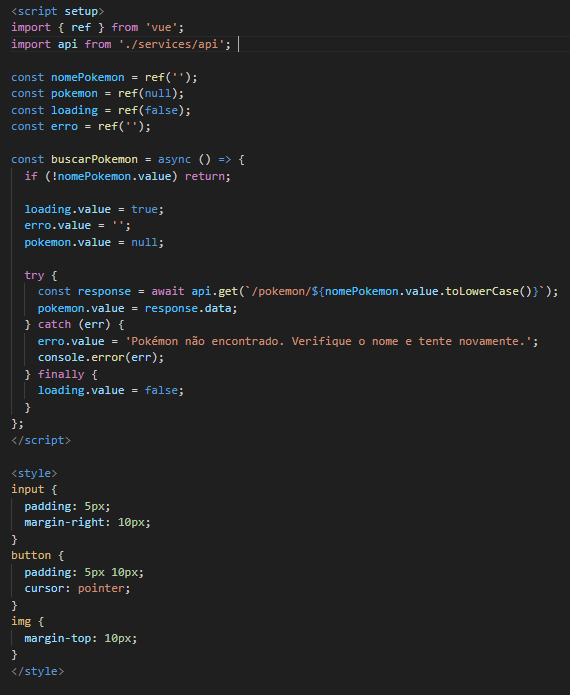 <script setup>
import { ref } from 'vue';
import api from './services/api';
const nomePokemon = ref('');
const pokemon = ref(null);
const loading = ref(false);
const erro = ref('');
const buscarPokemon = async () => {
if (!nomePokemon.value) return;
loading.value = true;
erro.value = '';
pokemon.value = null;
try {
const response = await api.get(`/pokemon/${nomePokemon.value.toLowerCase()}`);
pokemon.value = response.data;
} catch (err) {
erro.value = 'Pokémon não encontrado. Verifique o nome e tente novamente.';
console.error(err);
} finally {
loading.value = false;
}
};
</script>
<style>
input {
padding: 5px;
margin-right: 10px;
}
button {
padding: 5px 10px;
cursor: pointer;
}
img {
margin-top: 10px;
}
</style>